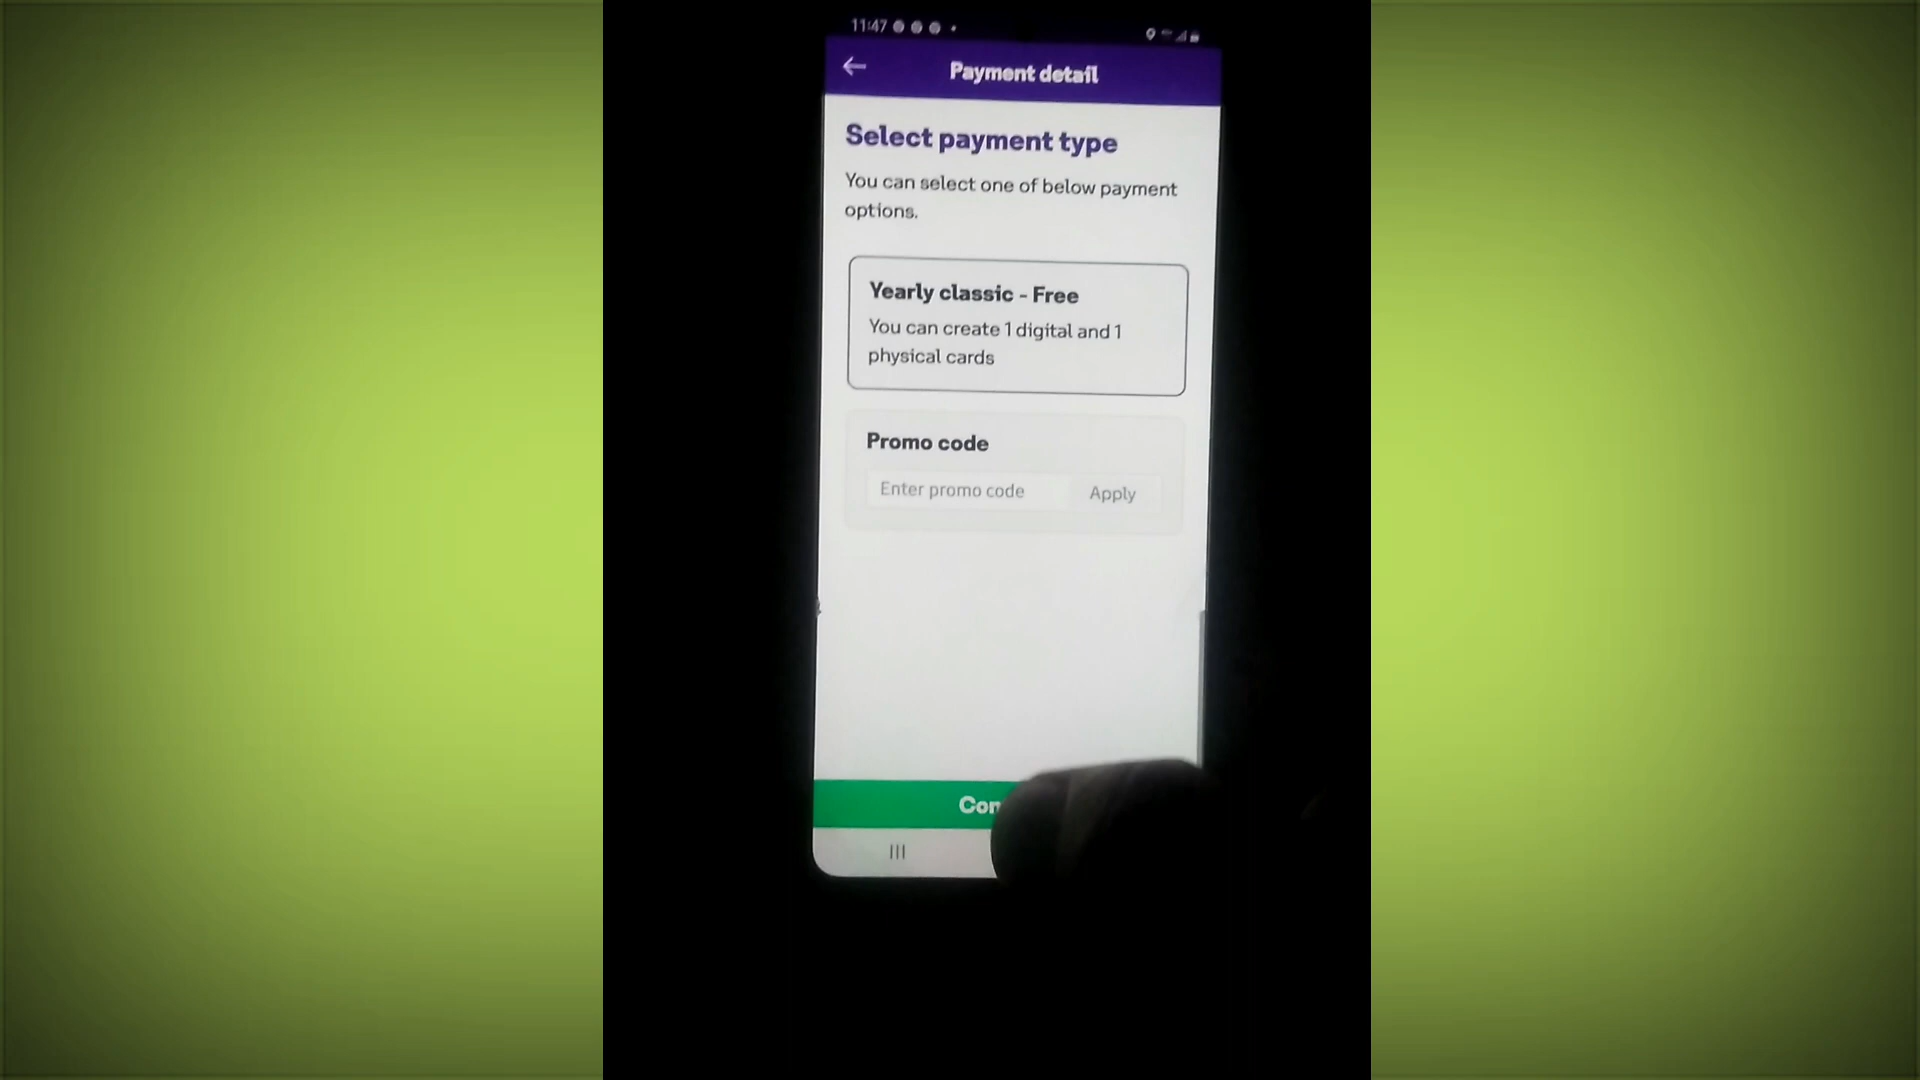 11:47
Payment detail
Select payment type
You can select one of below payment
options.
Yearly classic - Free
You can create 1 digital and 1
physical cards
Promo code
Enter promo code
Apply